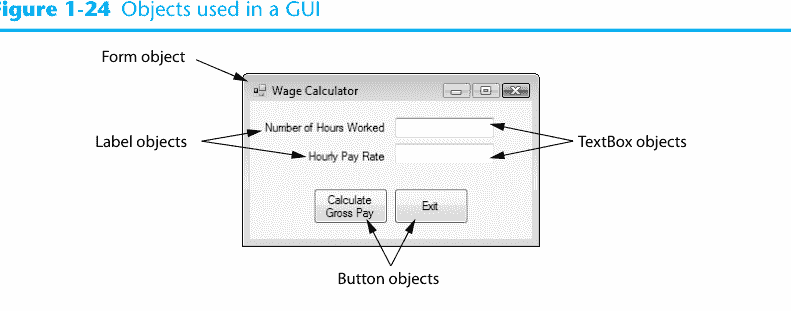 Figure 1-24 Objects used in a GUI
Form object
Wage Calculator
Number of Hours Worked
Label objects
TextBox objects
Hourly Pay Rate
Calculate
Gross Pay
Exit
Button objects